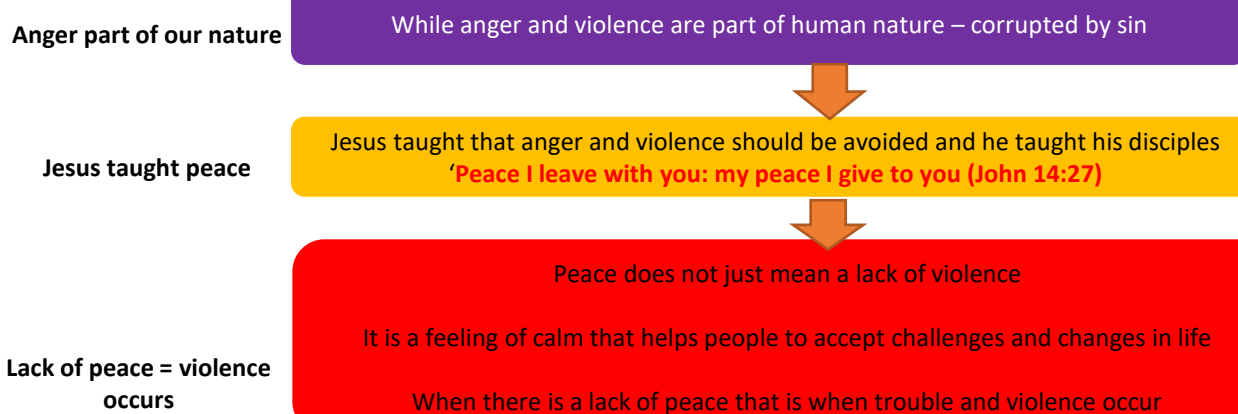 Anger part of our nature
While anger and violence are part of human nature – corrupted by sin
Jesus taught peace
Jesus taught that anger and violence should be avoided and he taught his disciples
‘Peace I leave with you: my peace I give to you (John 14:27)
Lack of peace = violence
occurs
Peace does not just mean a lack of violence
It is a feeling of calm that helps people to accept challenges and changes in life
When there is a lack of peace that is when trouble and violence occur